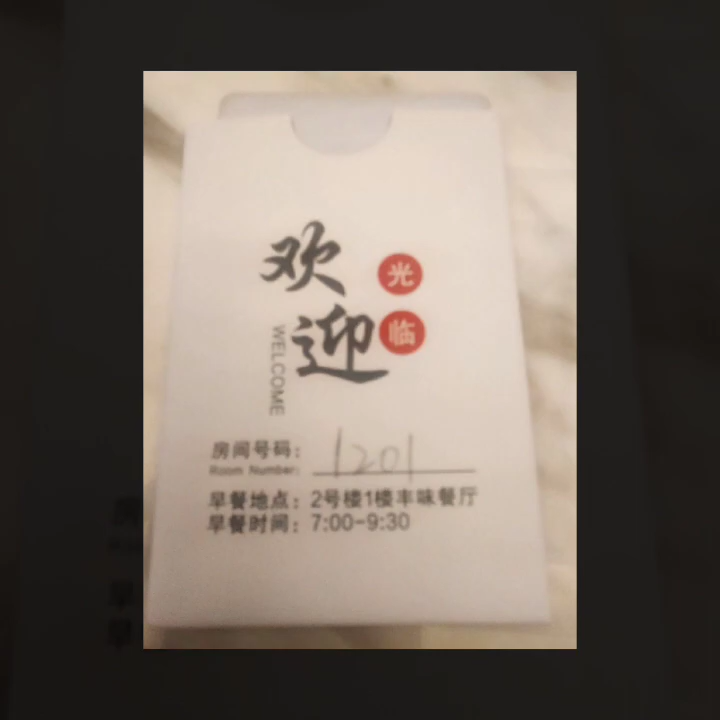 欢迎
光临
WELCOME
房间号码: 1201
Room Number:
早餐地点: 2号楼1楼丰味餐厅
早餐时间: 7:00-9:30